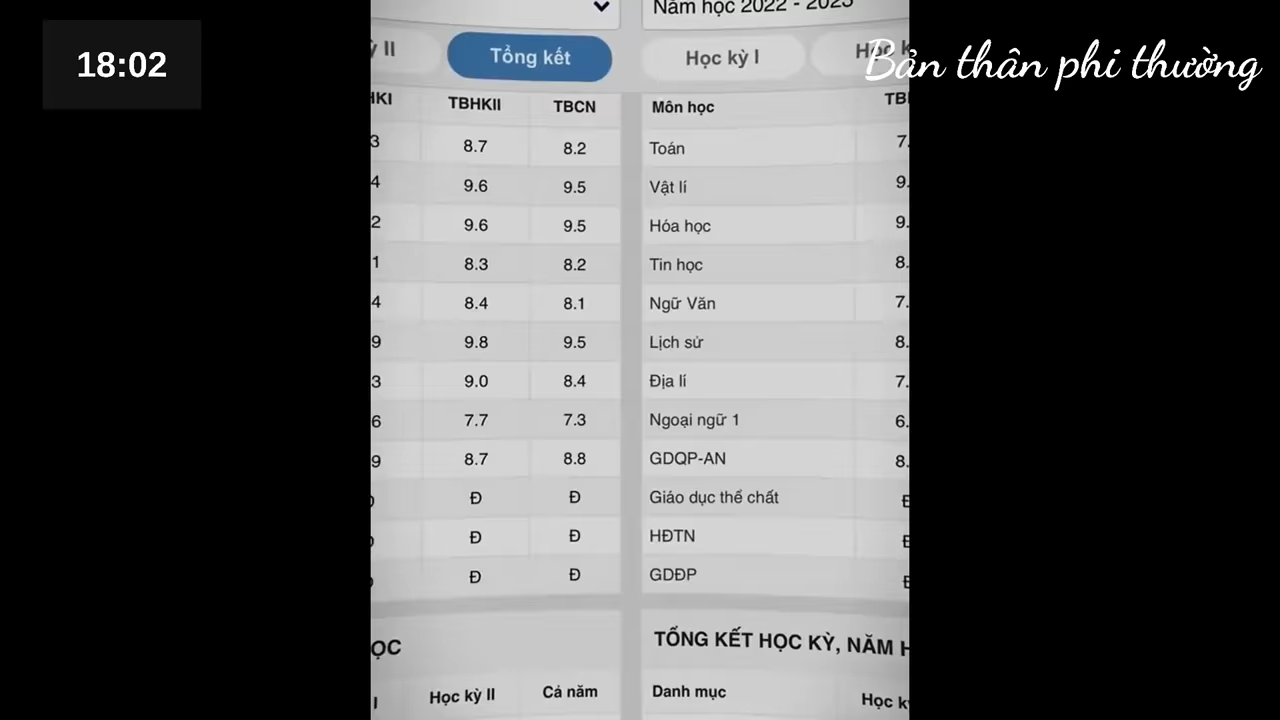 18:02
Bản thân phi thường
Năm học 2022 - 2023
II
Tổng kết
Học kỳ I
TBHKII
TBCN
Môn học
8.7
8.2
Toán
9.6
9.5
Vật lí
9.6
9.5
Hóa học
8.3
8.2
Tin học
8.4
8.1
Ngữ Văn
9.8
9.5
Lịch sử
9.0
8.4
Địa lí
7.7
7.3
Ngoại ngữ 1
8.7
8.8
GDQP-AN
Đ
Đ
Giáo dục thể chất
Đ
Đ
HĐTN
Đ
Đ
GDĐP
TỔNG KẾT HỌC KỲ, NĂM
Học kỳ II
Cả năm
Danh mục